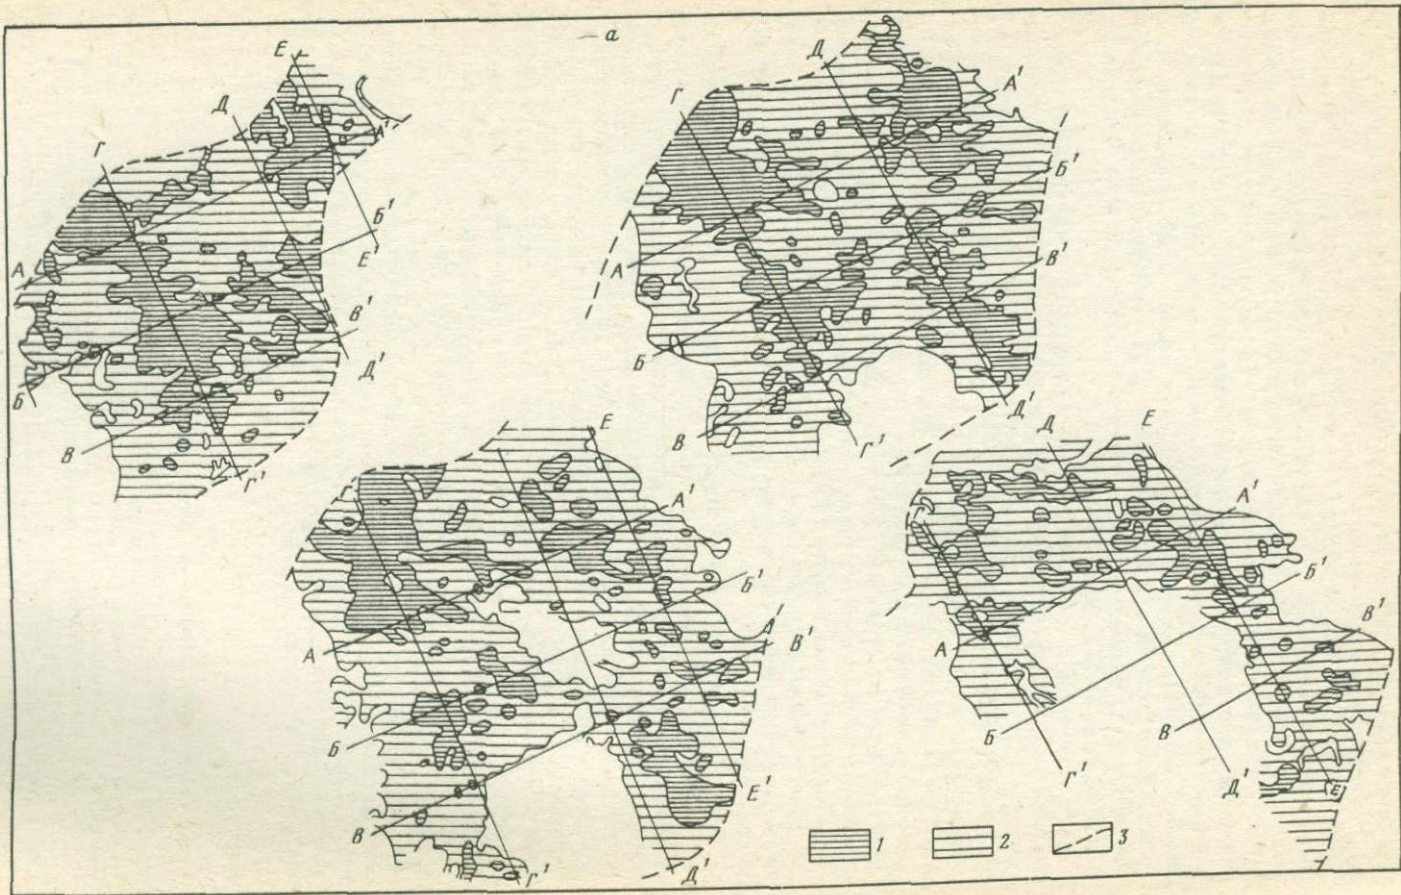 а
Е
Д
Г
А'
Б'
Е'
А
В'
Д'
Б
В
Г'
Д
Г
А'
Б'
В'
А
Б
В
Д'
Г'
Е
А'
Б'
В'
А
Б
В
Е'
Г'
Д'
Д
Е
Г
А'
Б'
В'
А
Б
В
Г'
Д'
Е'
1
2
3